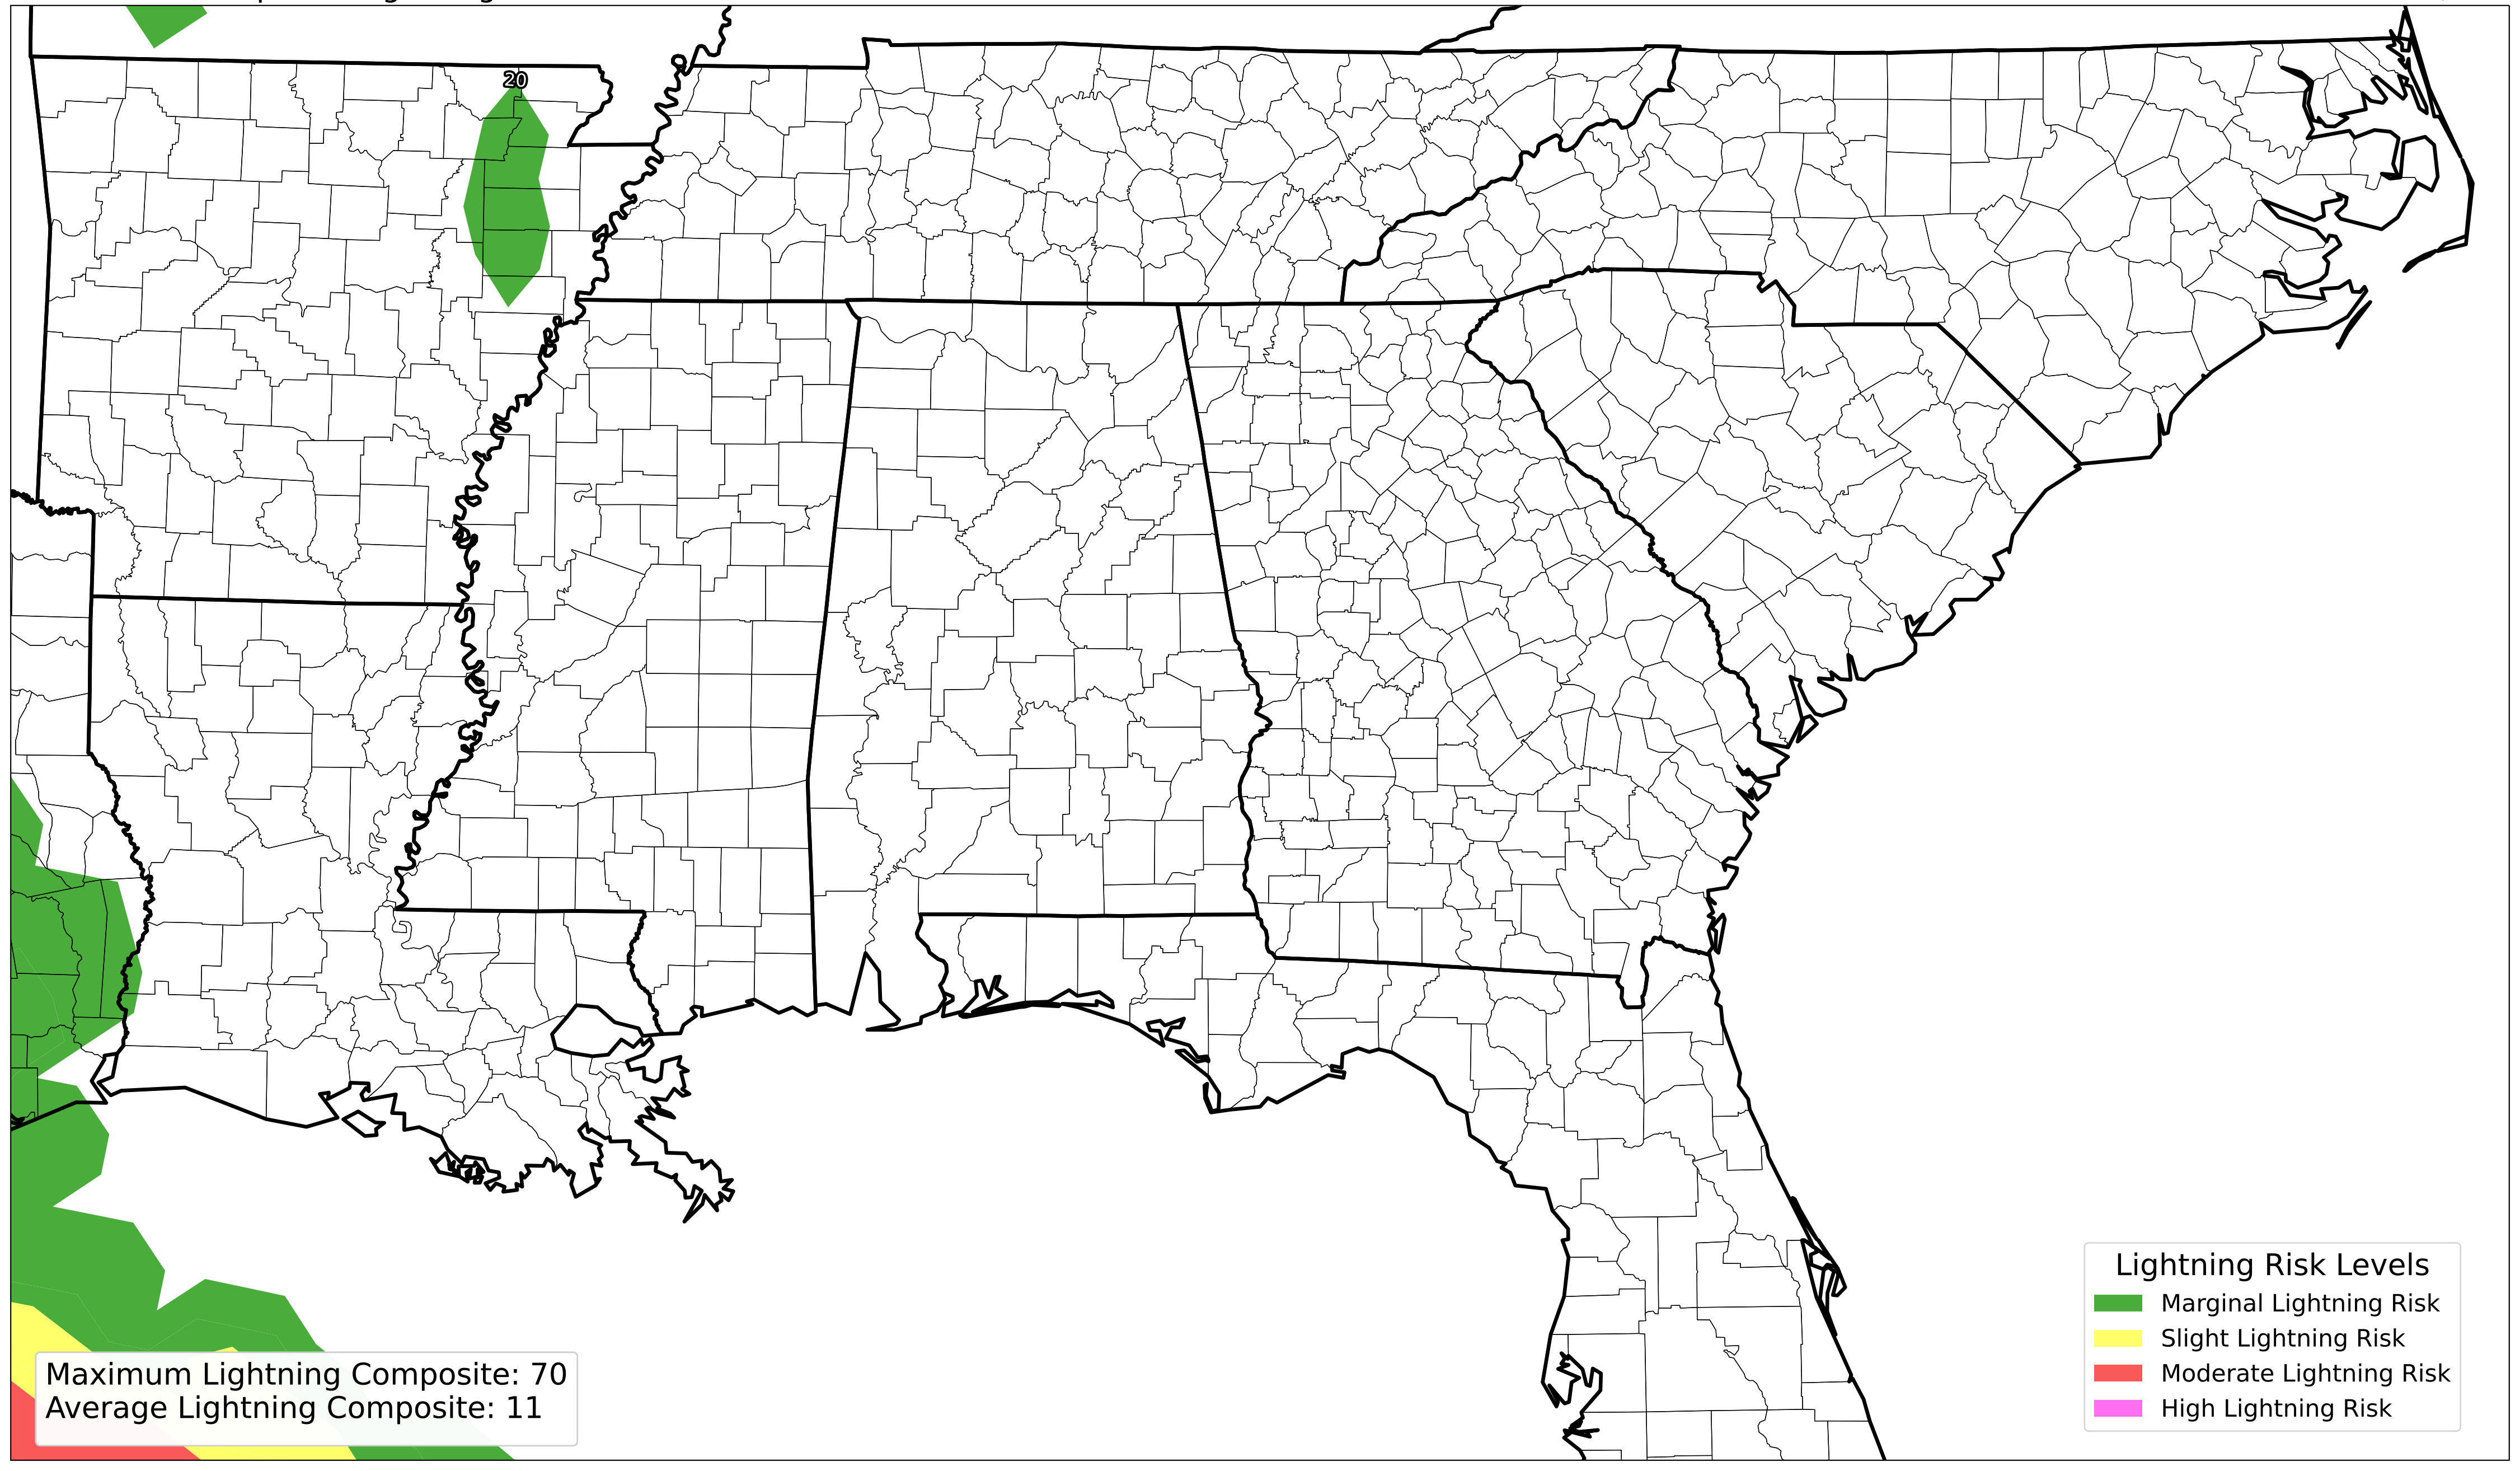 20
Lightning Risk Levels
Marginal Lightning Risk
Slight Lightning Risk
Moderate Lightning Risk
High Lightning Risk
Maximum Lightning Composite: 70
Average Lightning Composite: 11